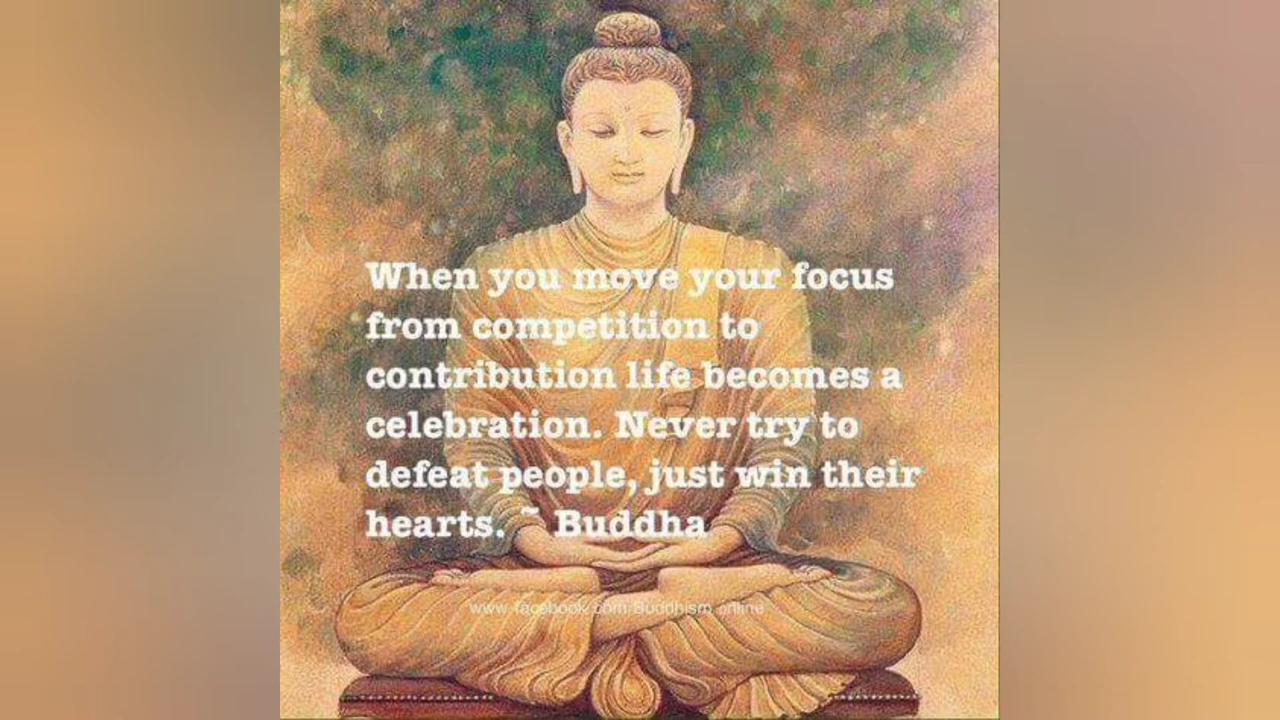 When you move your focus
from competition to
contribution life becomes a
celebration. Never try to
defeat people, just win their
hearts. ~ Buddha
www.facebook.com/Buddhism.online